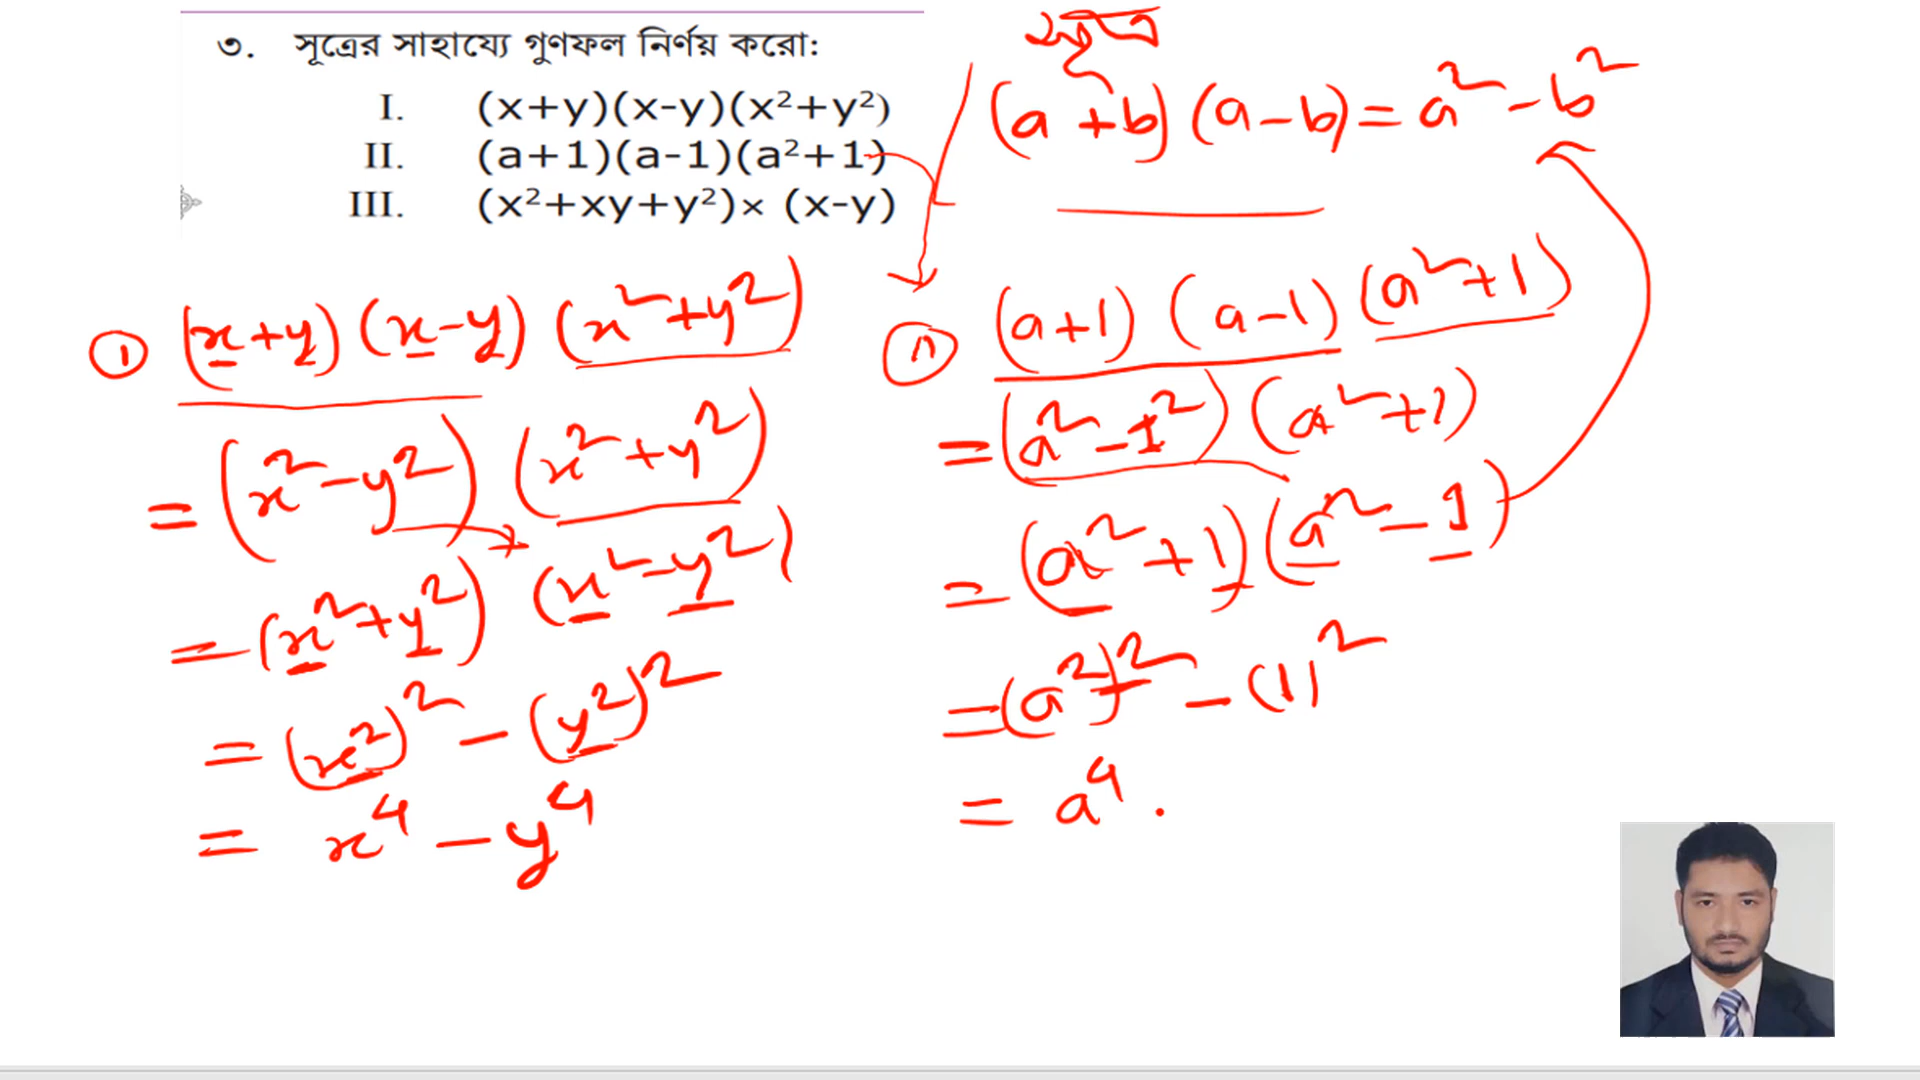 ৩. সূত্রের সাহায্যে গুণফল নির্ণয় করো:
I. (x+y)(x-y)(x²+y²)
II. (a+1)(a-1)(a²+1)
III. (x²+xy+y²)× (x-y)
সূত্র
(a+b)(a-b)=a²-b²
① (x+y)(x-y)(x²+y²)
=(x²-y²)(x²+y²)
=(x²+y²)(x²-y²)
=(x²)²-(y²)²
= x⁴-y⁴
(a+1)(a-1)(a²+1)
=(a²-1²)(a²+1)
=(a²+1)(a²-1)
=(a²)²-(1)²
= a⁴ .